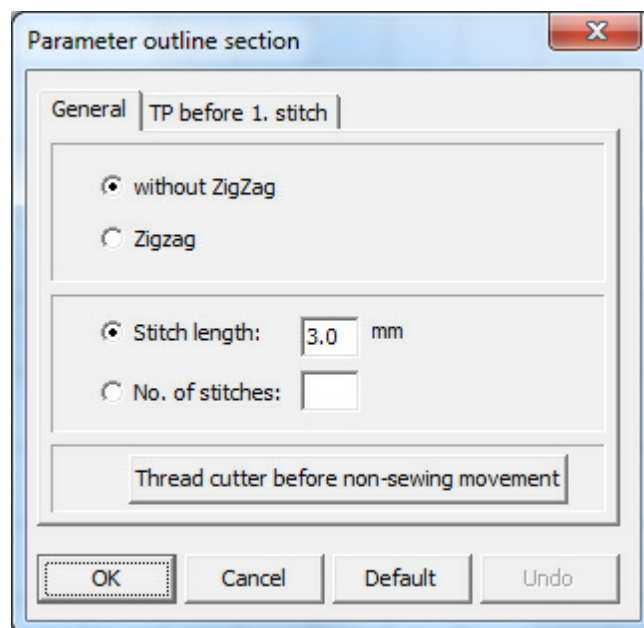 Parameter outline section
General TP before 1. stitch
without ZigZag
Zigzag
Stitch length: 3.0 mm
No. of stitches:
Thread cutter before non-sewing movement
OK Cancel Default Undo